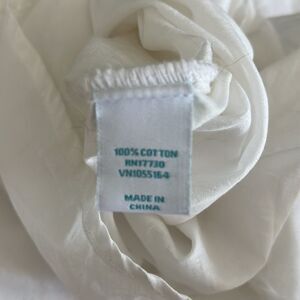 100% COTTON
RN17730
VN1055164
MADE IN
CHINA